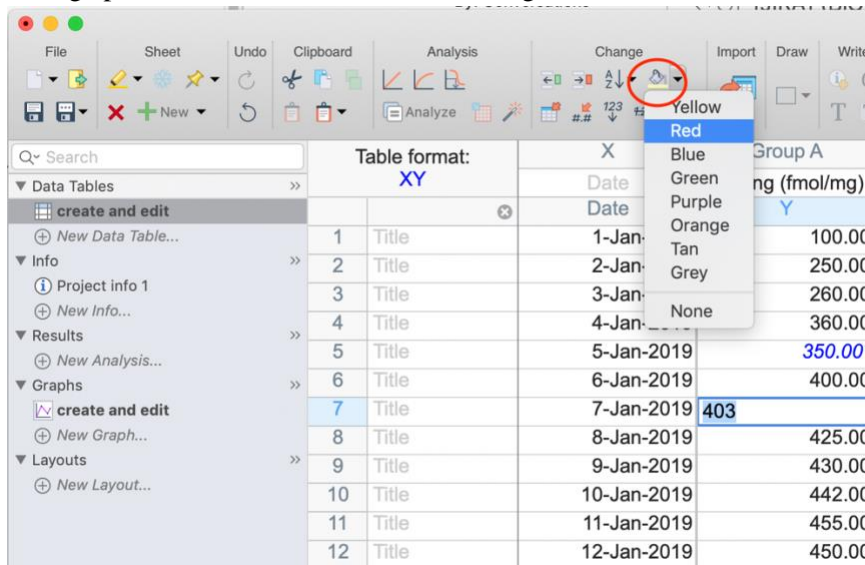 File Sheet Undo Clipboard Analysis Change Import Draw Write
New Analyze
Yellow
Red
Blue
Green
Purple
Orange
Tan
Grey
None
Search
Data Tables
create and edit
New Data Table...
Info
Project info 1
New Info...
Results
New Analysis...
Graphs
create and edit
New Graph...
Layouts
New Layout...
Table format:
XY
X Group A
Date ng (fmol/mg)
Date Y
1 Title 1-Jan- 100.00
2 Title 2-Jan- 250.00
3 Title 3-Jan- 260.00
4 Title 4-Jan- 360.00
5 Title 5-Jan-2019 350.00
6 Title 6-Jan-2019 400.00
7 Title 7-Jan-2019 403
8 Title 8-Jan-2019 425.00
9 Title 9-Jan-2019 430.00
10 Title 10-Jan-2019 442.00
11 Title 11-Jan-2019 455.00
12 Title 12-Jan-2019 450.00